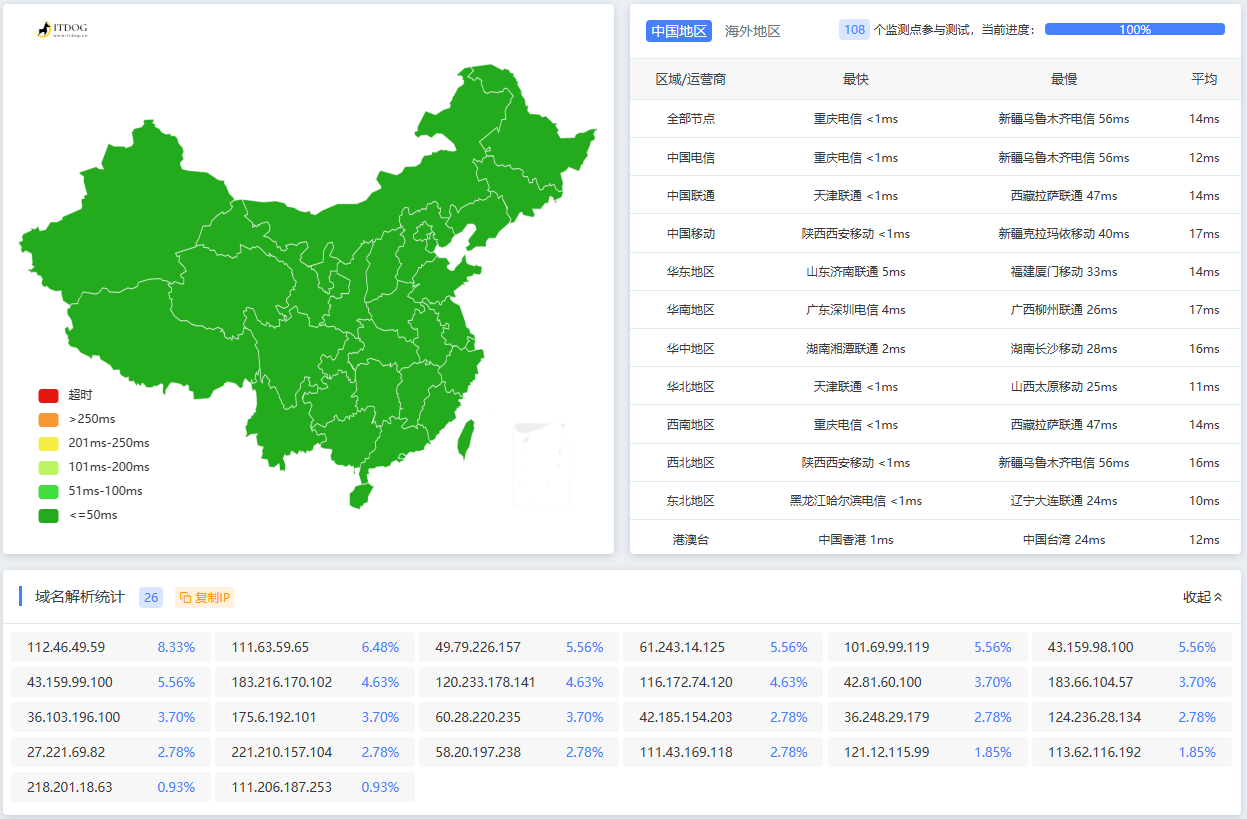 ITDOG
www.itdog.cn
超时
>250ms
201ms-250ms
101ms-200ms
51ms-100ms
<=50ms
中国地区 海外地区 108 个监测点参与测试，当前进度： 100%
区域/运营商 最快 最慢 平均
全部节点 重庆电信 <1ms 新疆乌鲁木齐电信 56ms 14ms
中国电信 重庆电信 <1ms 新疆乌鲁木齐电信 56ms 12ms
中国联通 天津联通 <1ms 西藏拉萨联通 47ms 14ms
中国移动 陕西西安移动 <1ms 新疆克拉玛依移动 40ms 17ms
华东地区 山东济南联通 5ms 福建厦门移动 33ms 14ms
华南地区 广东深圳电信 4ms 广西柳州联通 26ms 17ms
华中地区 湖南湘潭联通 2ms 湖南长沙移动 28ms 16ms
华北地区 天津联通 <1ms 山西太原移动 25ms 11ms
西南地区 重庆电信 <1ms 西藏拉萨联通 47ms 14ms
西北地区 陕西西安移动 <1ms 新疆乌鲁木齐电信 56ms 16ms
东北地区 黑龙江哈尔滨电信 <1ms 辽宁大连联通 24ms 10ms
港澳台 中国香港 1ms 中国台湾 24ms 12ms
域名解析统计 26 复制IP 收起
112.46.49.59 8.33% 111.63.59.65 6.48% 49.79.226.157 5.56% 61.243.14.125 5.56% 101.69.99.119 5.56% 43.159.98.100 5.56%
43.159.99.100 5.56% 183.216.170.102 4.63% 120.233.178.141 4.63% 116.172.74.120 4.63% 42.81.60.100 3.70% 183.66.104.57 3.70%
36.103.196.100 3.70% 175.6.192.101 3.70% 60.28.220.235 3.70% 42.185.154.203 2.78% 36.248.29.179 2.78% 124.236.28.134 2.78%
27.221.69.82 2.78% 221.210.157.104 2.78% 58.20.197.238 2.78% 111.43.169.118 2.78% 121.12.115.99 1.85% 113.62.116.192 1.85%
218.201.18.63 0.93% 111.206.187.253 0.93%